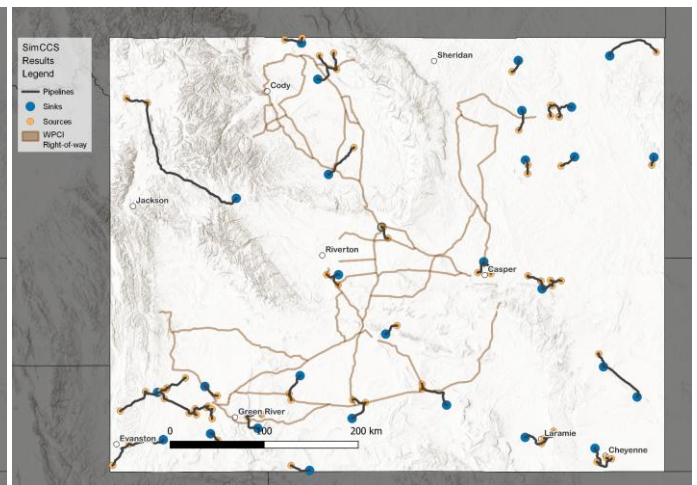 SimCCS
Results
Legend
Pipelines
Sinks
Sources
WPCI
Right-of-way
Sheridan
Cody
Jackson
Riverton
Casper
Green River
Evanston
0 100 200 km
Laramie
Cheyenne